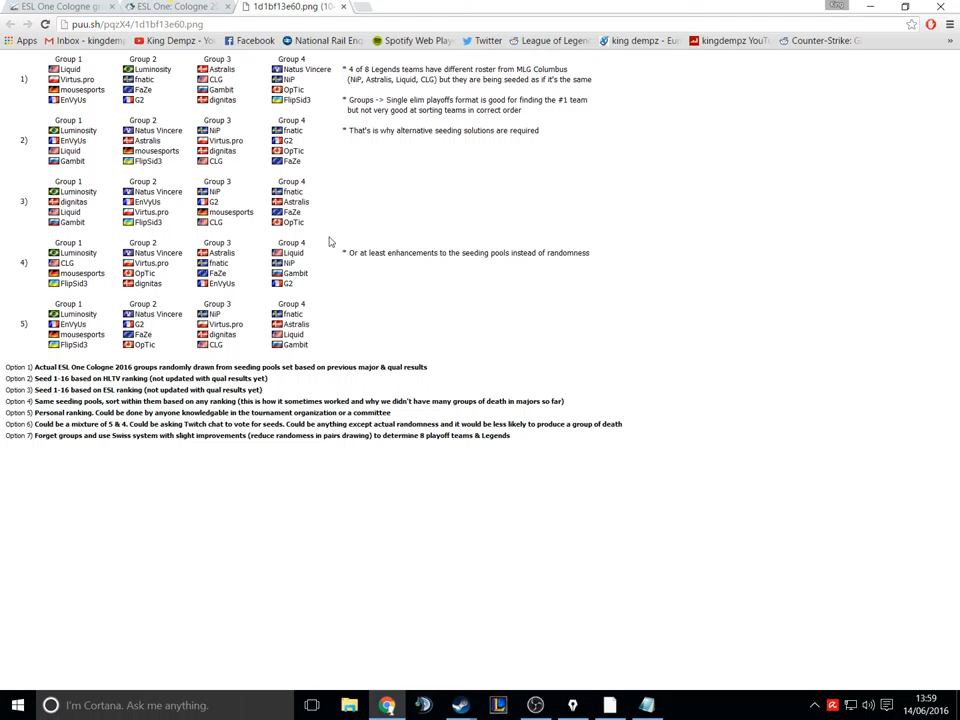 ESL One Cologne gr
ESL One: Cologne 2
1d1bf13e60.png (10
King
puu.sh/pqzX4/1d1bf13e60.png
Apps
Inbox - kingdemp
King Dempz - Yo
Facebook
National Rail Enq
Spotify Web Play
Twitter
League of Legen
king dempz - Eu
kingdempz YouT
Counter-Strike: Gl
»
Group 1 Group 2 Group 3 Group 4
Liquid Luminosity Astralis Natus Vincere * 4 of 8 Legends teams have different roster from MLG Columbus
1) Virtus.pro fnatic CLG NiP (NiP, Astralis, Liquid, CLG) but they are being seeded as if it's the same
mousesports FaZe Gambit OpTic
EnVyUs G2 dignitas FlipSid3 * Groups -> Single elim playoffs format is good for finding the #1 team
but not very good at sorting teams in correct order
Group 1 Group 2 Group 3 Group 4
Luminosity Natus Vincere NiP fnatic * That's why alternative seeding solutions are required
2) EnVyUs Astralis Virtus.pro G2
Liquid mousesports dignitas OpTic
Gambit FlipSid3 CLG FaZe
Group 1 Group 2 Group 3 Group 4
Luminosity Natus Vincere NiP fnatic
3) dignitas EnVyUs G2 Astralis
Liquid Virtus.pro mousesports FaZe
Gambit FlipSid3 CLG OpTic
Group 1 Group 2 Group 3 Group 4
Luminosity Natus Vincere Astralis Liquid * Or at least enhancements to the seeding pools instead of randomness
4) CLG Virtus.pro fnatic NiP
mousesports OpTic FaZe Gambit
FlipSid3 dignitas EnVyUs G2
Group 1 Group 2 Group 3 Group 4
Luminosity Natus Vincere NiP fnatic
5) EnVyUs G2 Virtus.pro Astralis
mousesports FaZe dignitas Liquid
FlipSid3 OpTic CLG Gambit
Option 1) Actual ESL One Cologne 2016 groups randomly drawn from seeding pools set based on previous major & qual results
Option 2) Seed 1-16 based on HLTV ranking (not updated with qual results yet)
Option 3) Seed 1-16 based on ESL ranking (not updated with qual results yet)
Option 4) Same seeding pools, sort within them based on any ranking (this is how it sometimes worked and why we didn't have many groups of death in majors so far)
Option 5) Personal ranking. Could be done by anyone knowledgable in the tournament organization or a committee
Option 6) Could be a mixture of 5 & 4. Could be asking Twitch chat to vote for seeds. Could be anything except actual randomness and it would be less likely to produce a group of death
Option 7) Forget groups and use Swiss system with slight improvements (reduce randomess in pairs drawing) to determine 8 playoff teams & Legends
I'm Cortana. Ask me anything.
13:59
14/06/2016